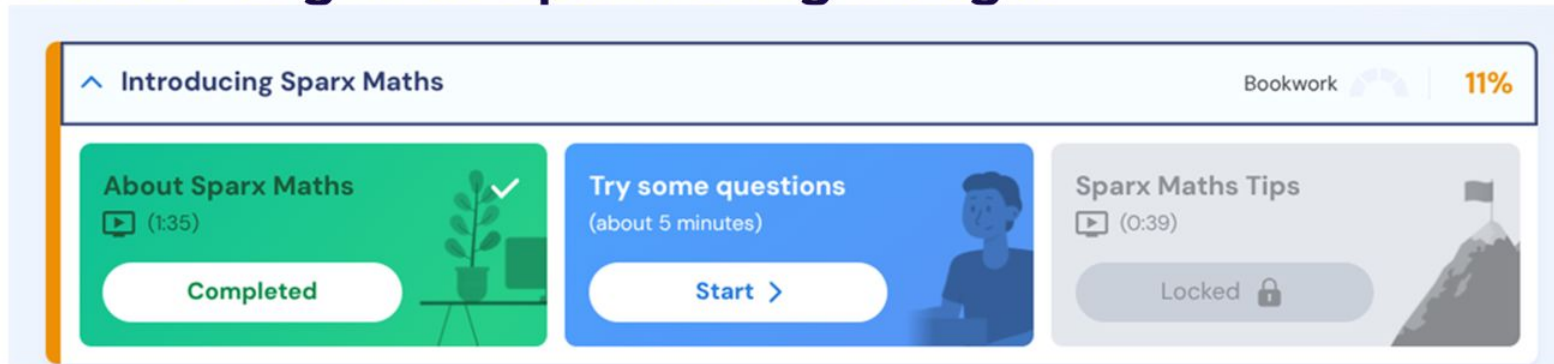 Introducing Sparx Maths
Bookwork
11%
About Sparx Maths
(1:35)
Completed
Try some questions
(about 5 minutes)
Start
Sparx Maths Tips
(0:39)
Locked